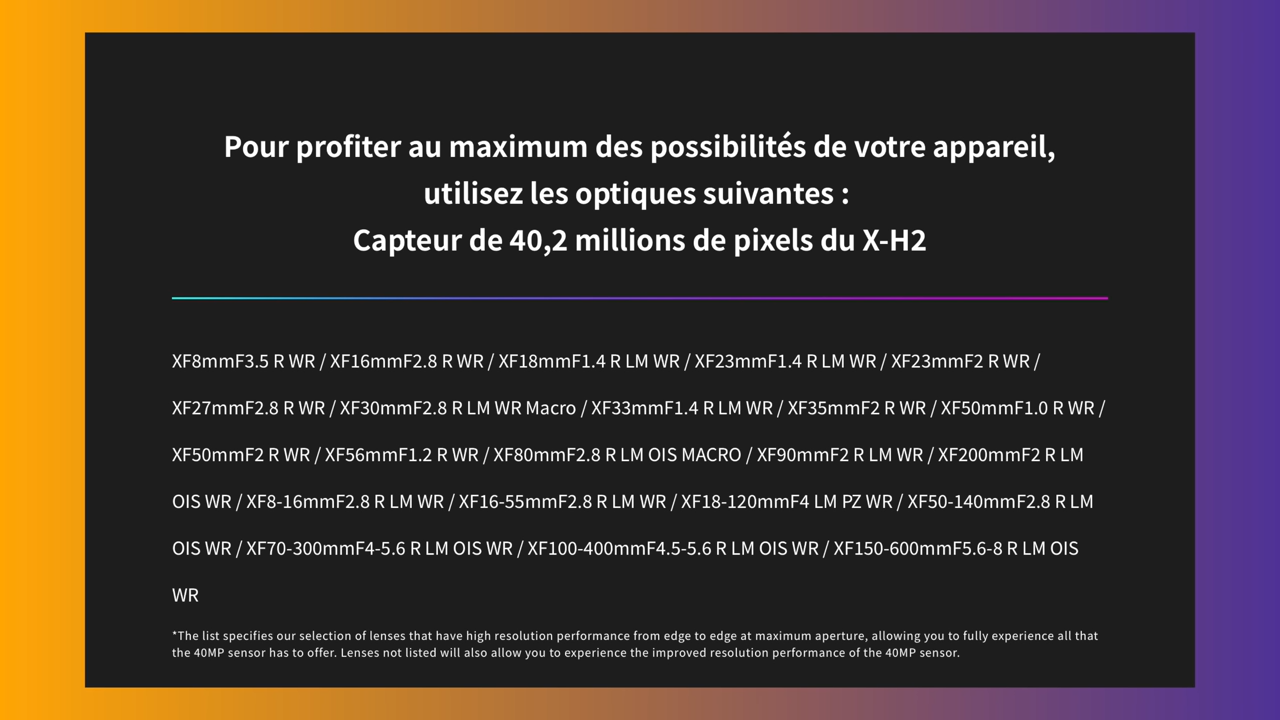 Pour profiter au maximum des possibilités de votre appareil,
utilisez les optiques suivantes :
Capteur de 40,2 millions de pixels du X-H2
XF8mmF3.5 R WR / XF16mmF2.8 R WR / XF18mmF1.4 R LM WR / XF23mmF1.4 R LM WR / XF23mmF2 R WR /
XF27mmF2.8 R WR / XF30mmF2.8 R LM WR Macro / XF33mmF1.4 R LM WR / XF35mmF2 R WR / XF50mmF1.0 R WR /
XF50mmF2 R WR / XF56mmF1.2 R WR / XF80mmF2.8 R LM OIS MACRO / XF90mmF2 R LM WR / XF200mmF2 R LM
OIS WR / XF8-16mmF2.8 R LM WR / XF16-55mmF2.8 R LM WR / XF18-120mmF4 LM PZ WR / XF50-140mmF2.8 R LM
OIS WR / XF70-300mmF4-5.6 R LM OIS WR / XF100-400mmF4.5-5.6 R LM OIS WR / XF150-600mmF5.6-8 R LM OIS
WR
*The list specifies our selection of lenses that have high resolution performance from edge to edge at maximum aperture, allowing you to fully experience all that
the 40MP sensor has to offer. Lenses not listed will also allow you to experience the improved resolution performance of the 40MP sensor.